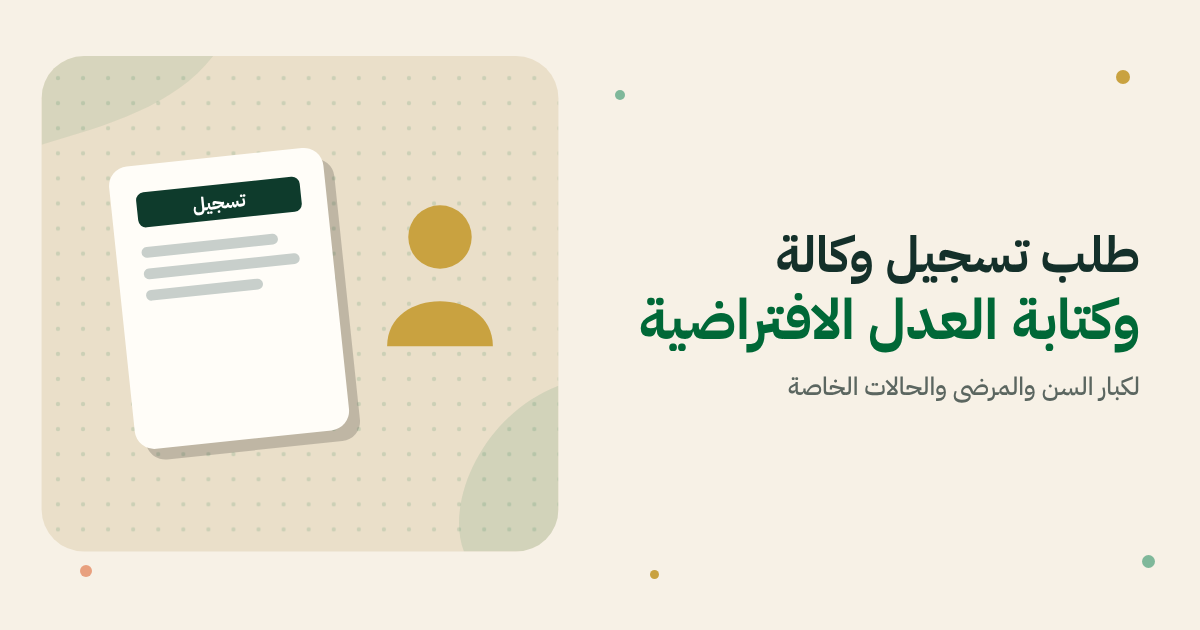 طلب تسجيل وكالة
وكتابة العدل الافتراضية
لكبار السن والمرضى والحالات الخاصة
تسجيل